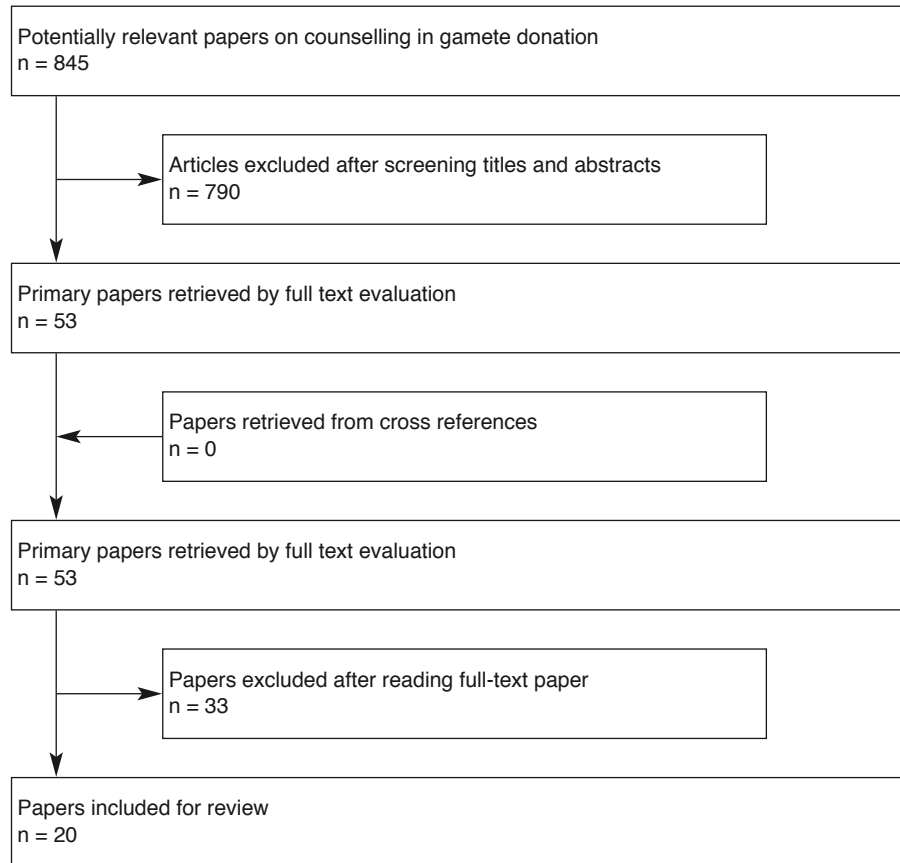 Potentially relevant papers on counselling in gamete donation
n = 845
Articles excluded after screening titles and abstracts
n = 790
Primary papers retrieved by full text evaluation
n = 53
Papers retrieved from cross references
n = 0
Primary papers retrieved by full text evaluation
n = 53
Papers excluded after reading full-text paper
n = 33
Papers included for review
n = 20